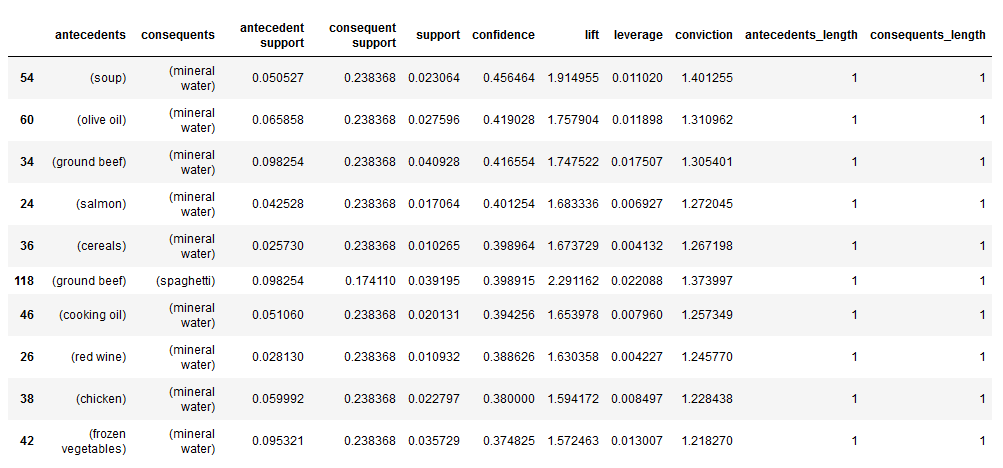 antecedents consequents antecedent support consequent support support confidence lift leverage conviction antecedents_length consequents_length
54 (soup) (mineral water) 0.050527 0.238368 0.023064 0.456464 1.914955 0.011020 1.401255 1 1
60 (olive oil) (mineral water) 0.065858 0.238368 0.027596 0.419028 1.757904 0.011898 1.310962 1 1
34 (ground beef) (mineral water) 0.098254 0.238368 0.040928 0.416554 1.747522 0.017507 1.305401 1 1
24 (salmon) (mineral water) 0.042528 0.238368 0.017064 0.401254 1.683336 0.006927 1.272045 1 1
36 (cereals) (mineral water) 0.025730 0.238368 0.010265 0.398964 1.673729 0.004132 1.267198 1 1
118 (ground beef) (spaghetti) 0.098254 0.174110 0.039195 0.398915 2.291162 0.022088 1.373997 1 1
46 (cooking oil) (mineral water) 0.051060 0.238368 0.020131 0.394256 1.653978 0.007960 1.257349 1 1
26 (red wine) (mineral water) 0.028130 0.238368 0.010932 0.388626 1.630358 0.004227 1.245770 1 1
38 (chicken) (mineral water) 0.059992 0.238368 0.022797 0.380000 1.594172 0.008497 1.228438 1 1
42 (frozen vegetables) (mineral water) 0.095321 0.238368 0.035729 0.374825 1.572463 0.013007 1.218270 1 1